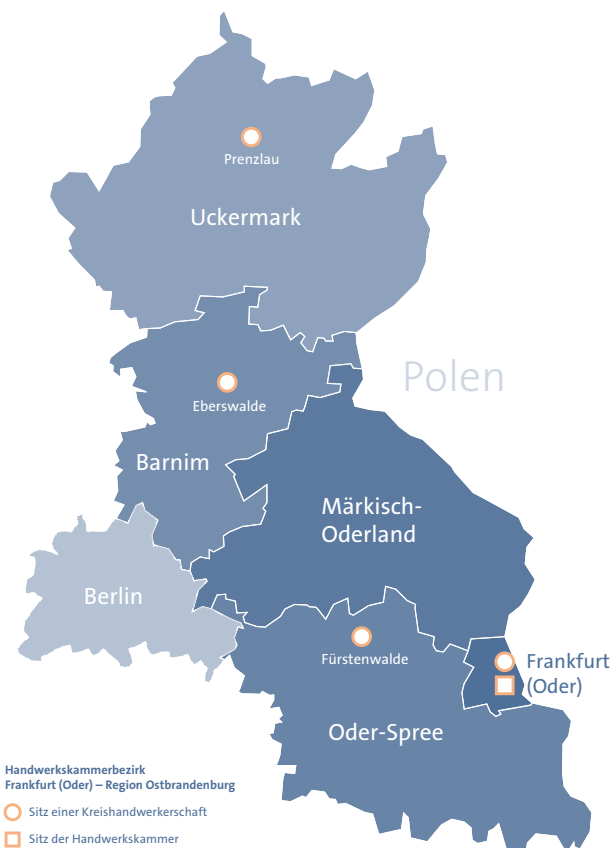 Prenzlau
Uckermark
Polen
Eberswalde
Barnim
Märkisch-
Oderland
Berlin
Fürstenwalde
Frankfurt
(Oder)
Oder-Spree
Handwerkskammerbezirk
Frankfurt (Oder) – Region Ostbrandenburg
Sitz einer Kreishandwerkerschaft
Sitz der Handwerkskammer